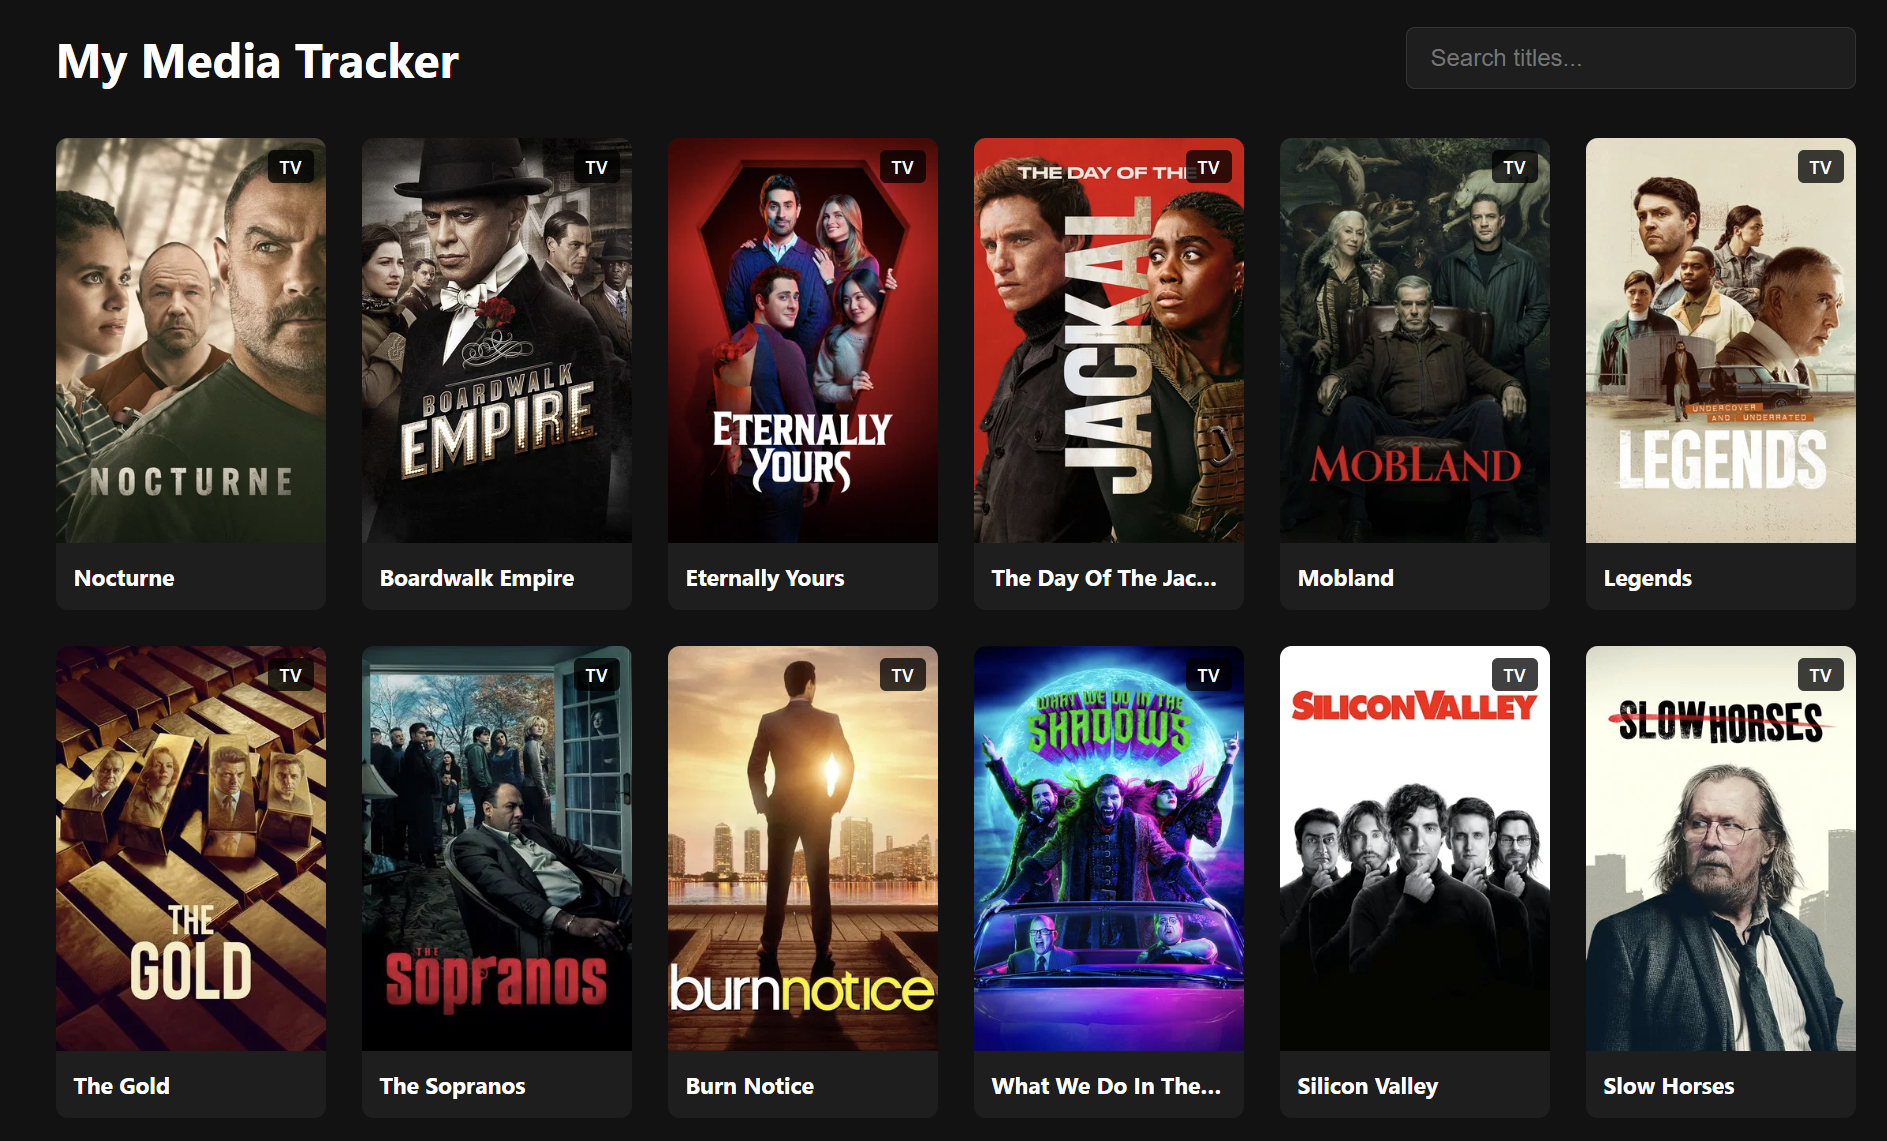 My Media Tracker
Search titles...
TV
NOCTURNE
Nocturne
TV
BOARDWALK
EMPIRE
Boardwalk Empire
TV
ETERNALLY
YOURS
Eternally Yours
TV
THE DAY OF THE
JACKAL
The Day Of The Jac...
TV
MOBLAND
Mobland
TV
UNDERCOVER
AND UNDERRATED
LEGENDS
Legends
TV
THE
GOLD
The Gold
TV
THE
Sopranos
The Sopranos
TV
burnnotice
Burn Notice
TV
WHAT WE DO IN THE
SHADOWS
What We Do In The...
TV
SILICONVALLEY
Silicon Valley
TV
SLOW HORSES
Slow Horses